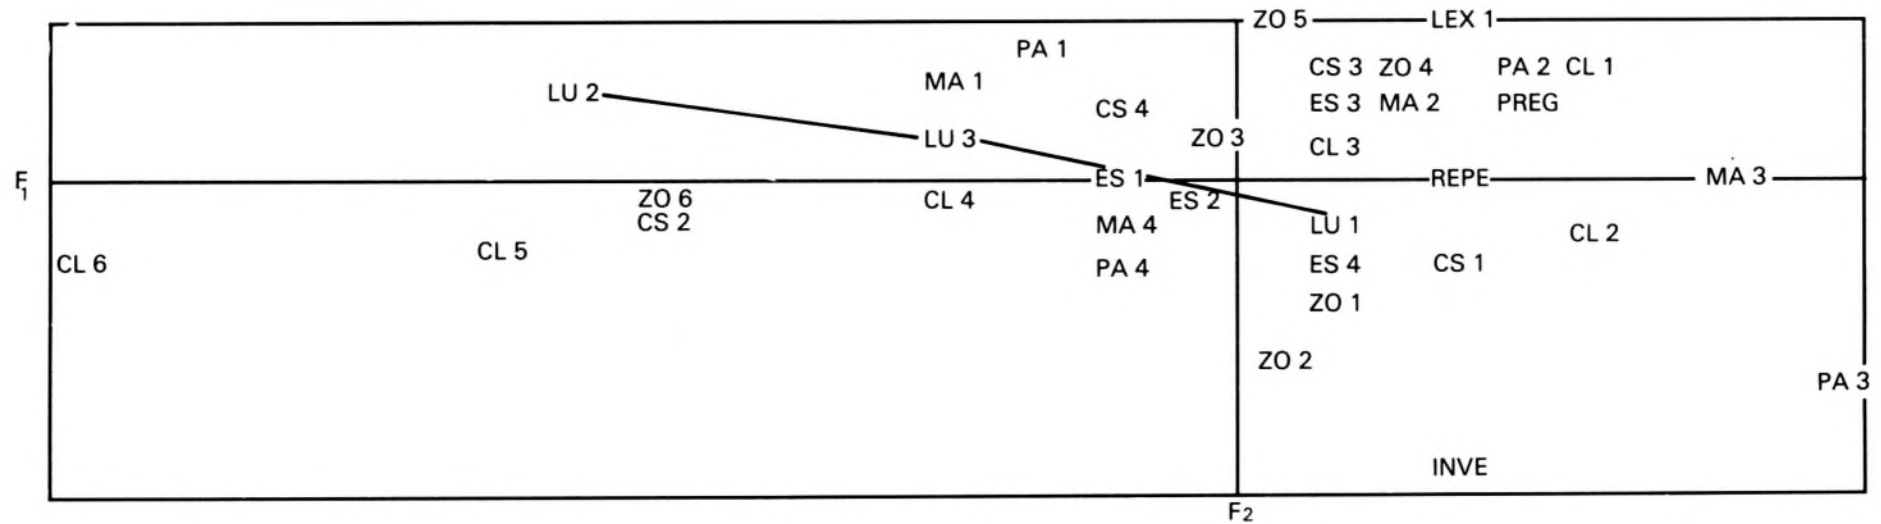 ZO 5 LEX 1
PA 1
CS 3 ZO 4 PA 2 CL 1
MA 1
LU 2
CS 4
ES 3 MA 2 PREG
LU 3
ZO 3
CL 3
F1
ES 1
REPE
MA 3
ZO 6
CL 4
ES 2
CS 2
MA 4
LU 1
CL 2
CL 5
CL 6
PA 4
ES 4
CS 1
ZO 1
ZO 2
PA 3
INVE
F2